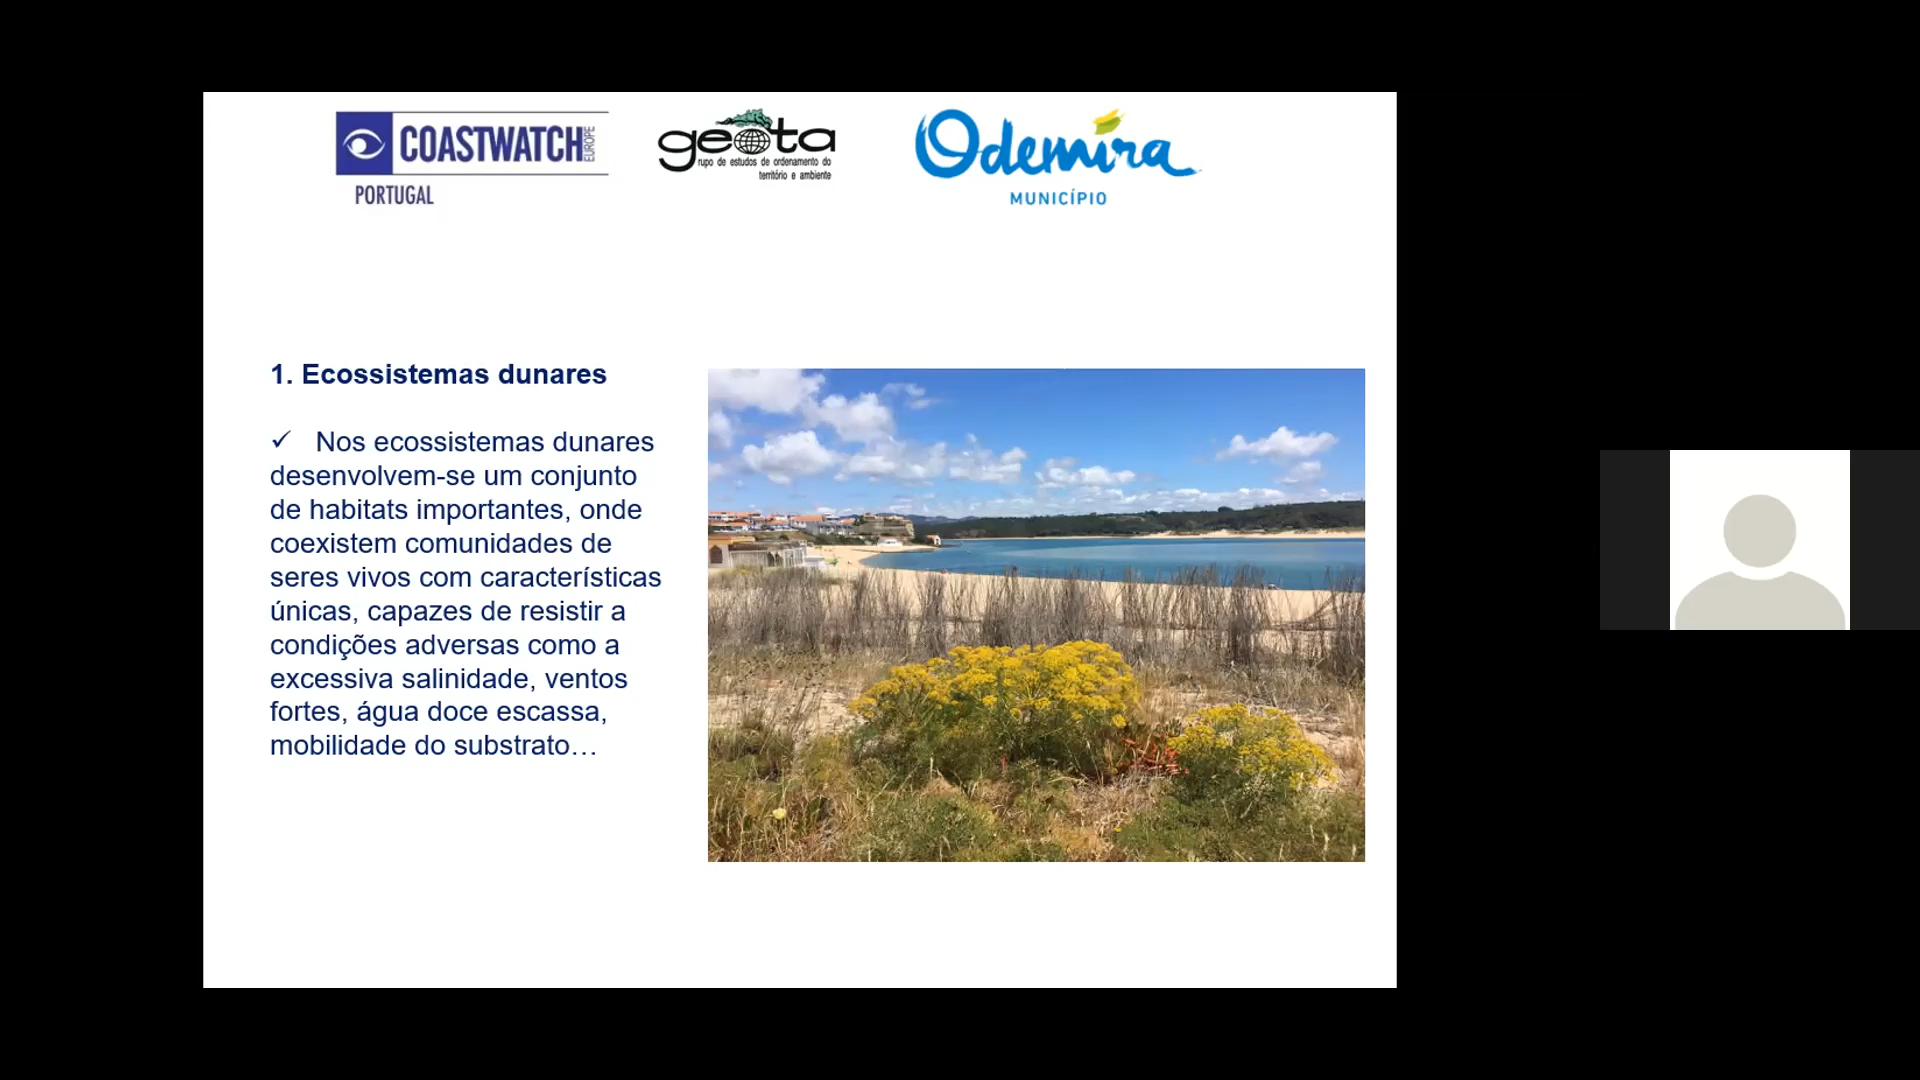 COASTWATCH EUROPE
PORTUGAL
geota
rupo de estudos de ordenamento do
território e ambiente
Odemira
MUNICÍPIO
1. Ecossistemas dunares
✓ Nos ecossistemas dunares
desenvolvem-se um conjunto
de habitats importantes, onde
coexistem comunidades de
seres vivos com características
únicas, capazes de resistir a
condições adversas como a
excessiva salinidade, ventos
fortes, água doce escassa,
mobilidade do substrato…